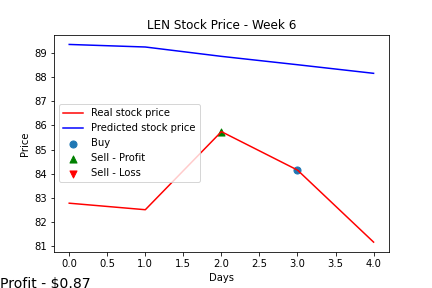 LEN Stock Price - Week 6
Price
89
88
87
86
85
84
83
82
81
Real stock price
Predicted stock price
Buy
Sell - Profit
Sell - Loss
0.0 0.5 1.0 1.5 2.0 2.5 3.0 3.5 4.0
Days
Profit - $0.87